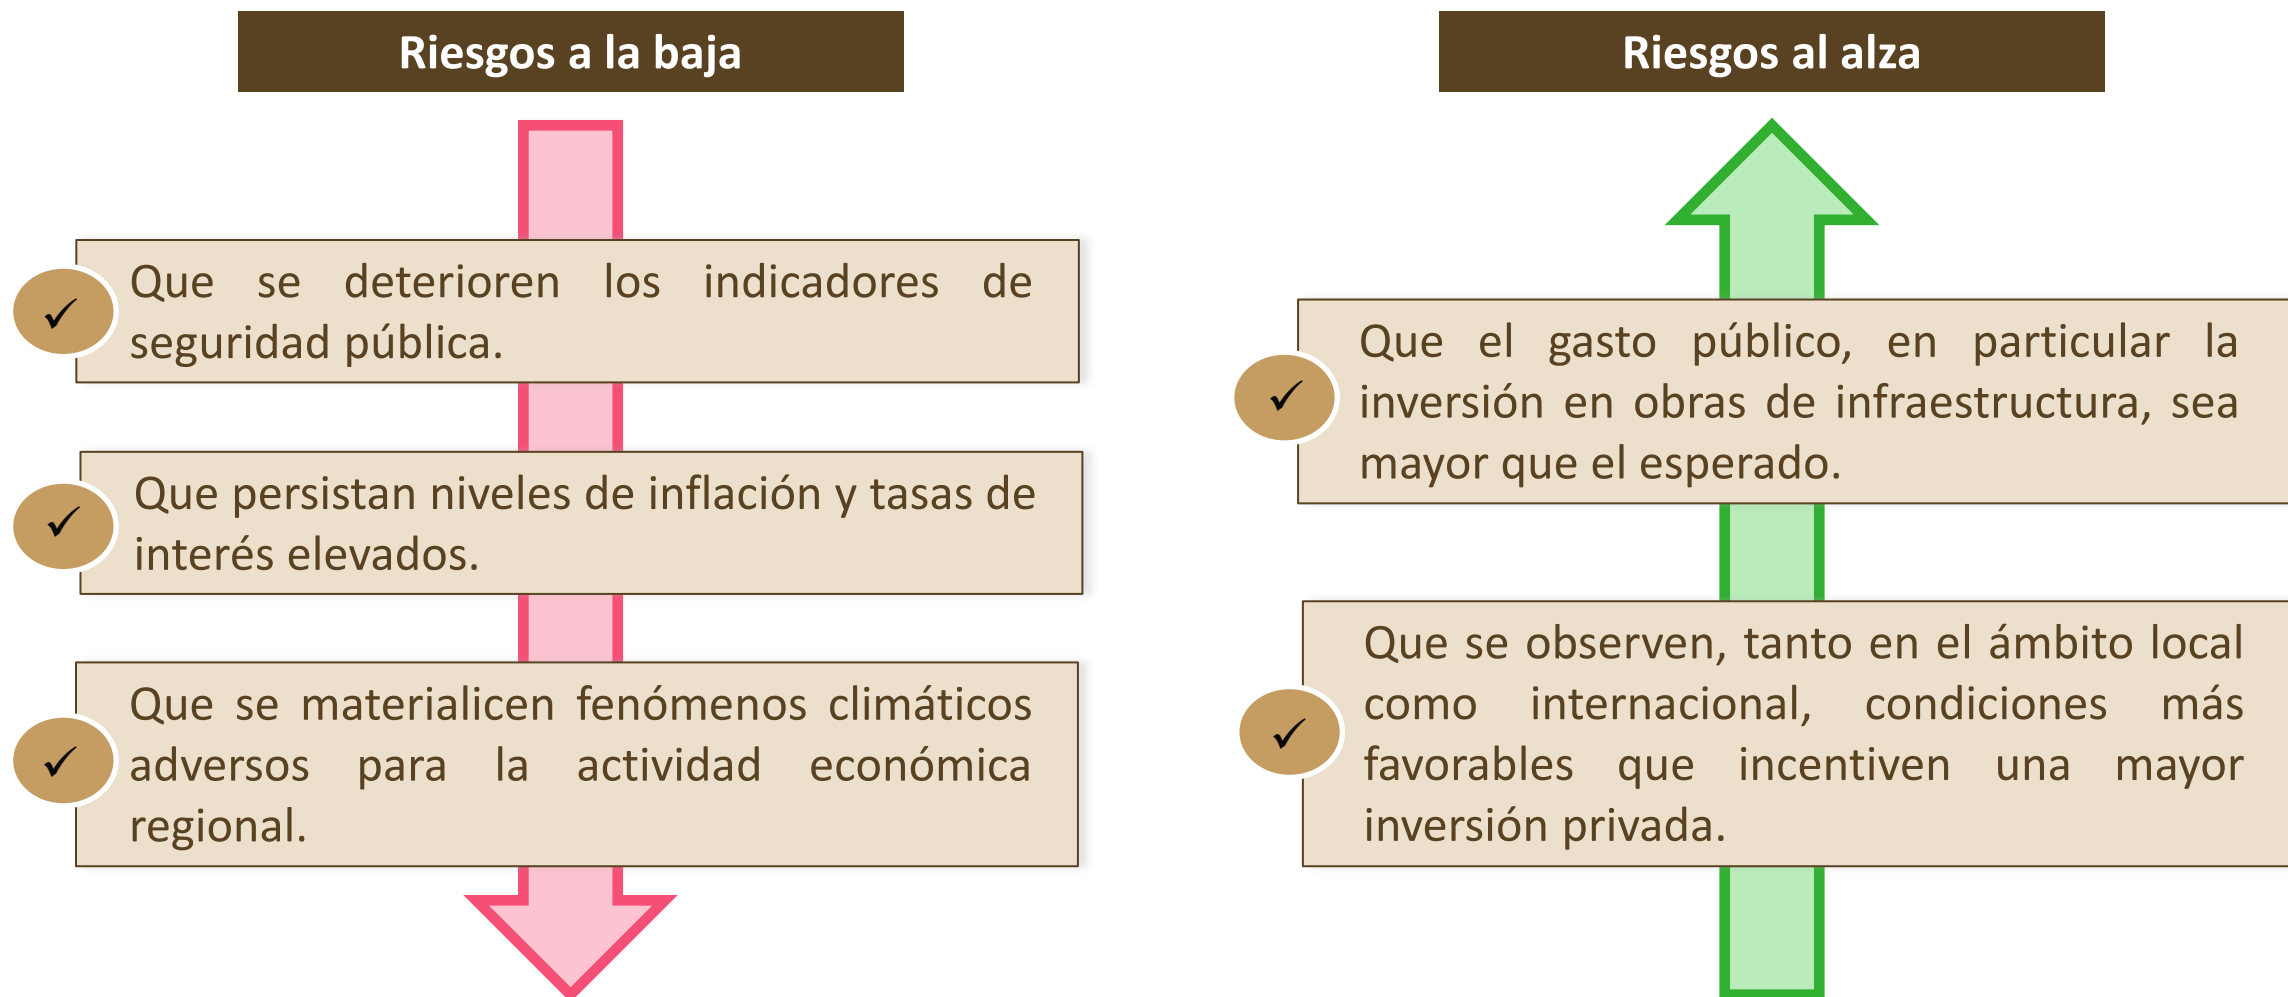 Riesgos a la baja
Que se deterioren los indicadores de
seguridad pública.
Que persistan niveles de inflación y tasas de
interés elevados.
Que se materialicen fenómenos climáticos
adversos para la actividad económica
regional.
Riesgos al alza
Que el gasto público, en particular la
inversión en obras de infraestructura, sea
mayor que el esperado.
Que se observen, tanto en el ámbito local
como internacional, condiciones más
favorables que incentiven una mayor
inversión privada.